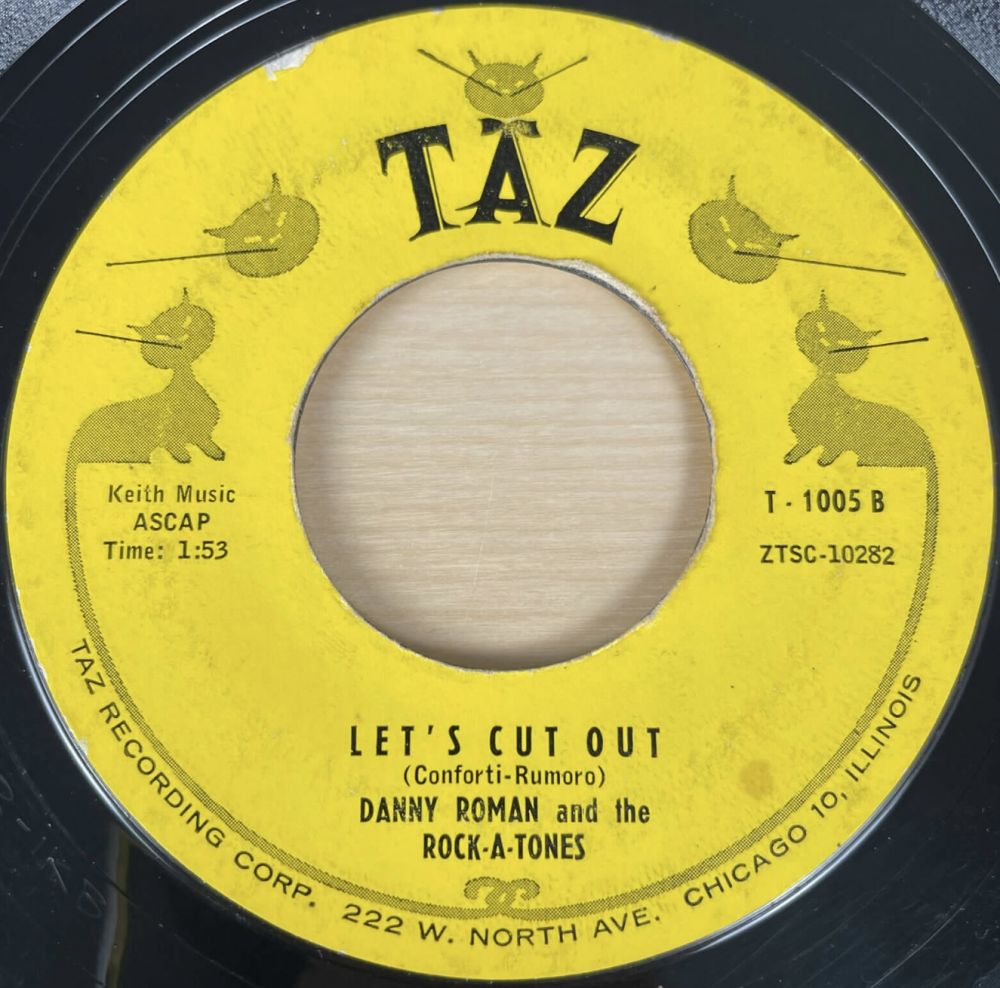 TAZ
Keith Music
ASCAP
Time: 1:53
T - 1005 B
ZTSC-10282
LET'S CUT OUT
(Conforti-Rumoro)
DANNY ROMAN and the
ROCK-A-TONES
TAZ RECORDING CORP. 222 W. NORTH AVE. CHICAGO 10, ILLINOIS